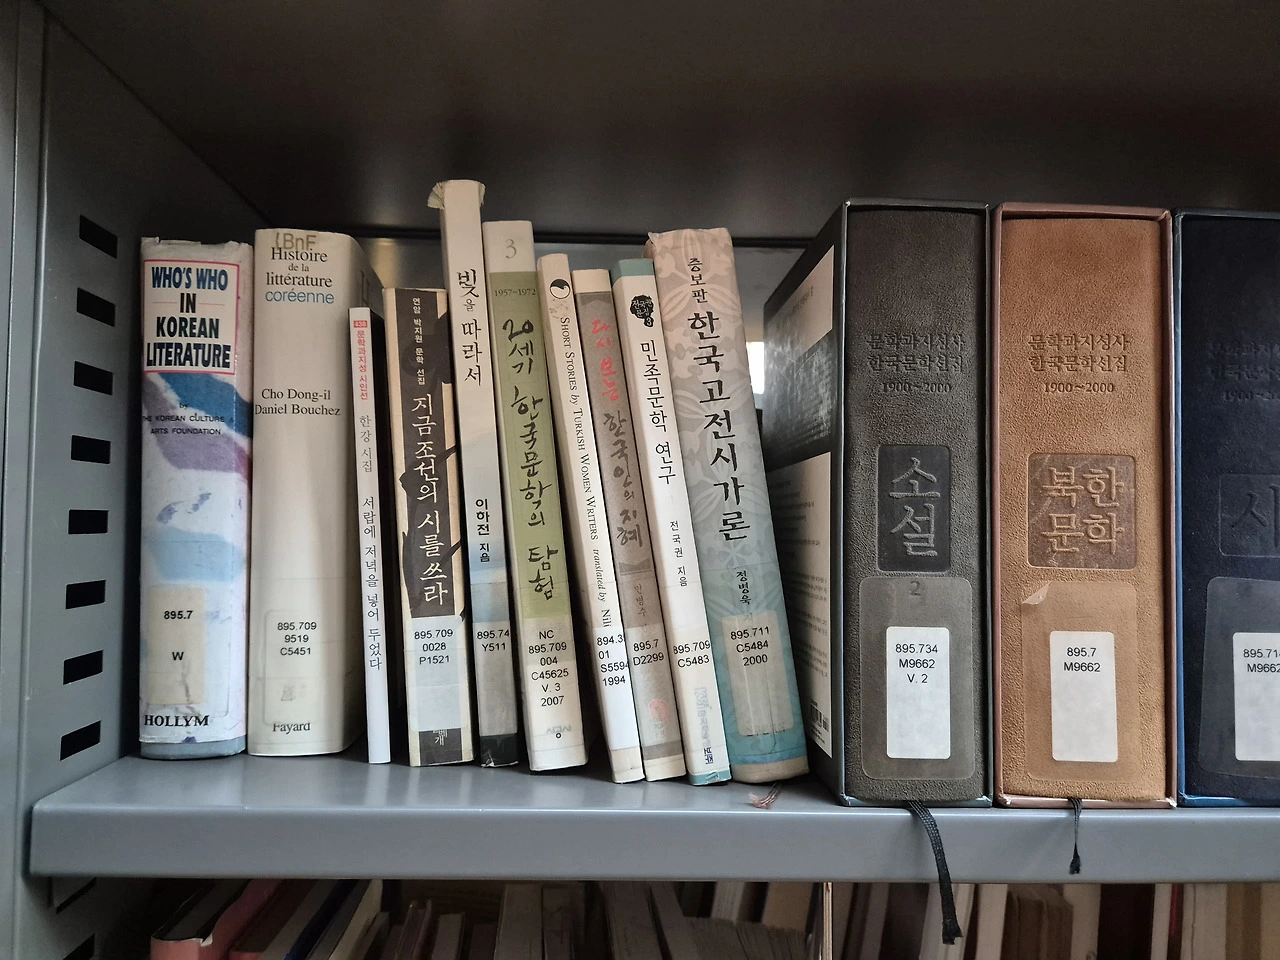 WHO'S WHO
IN
KOREAN
LITERATURE
BY
THE KOREAN CULTURE
ARTS FOUNDATION
895.7
W
HOLLYM
BnF
Histoire
de la
littérature
coréenne
Cho Dong-il
Daniel Bouchez
895.709
9519
C5451
Fayard
438 문학과지성 시인선
한강 시집
서랍에 저녁을 넣어 두었다
연암 박지원 문학 선집
지금 조선의 시를 쓰라
895.709
0028
P1521
빛을 따라서
이하전 지음
895.74
Y511
3
1957~1972
20세기 한국문학의 탐험
NC
895.709
004
C45625
V. 3
2007
SHORT STORIES by TURKISH WOMEN WRITERS translated by
894.35
01
S5594
1994
다시 보는
한국인의 지혜
895.7
D2299
민족문학 연구
전국권 지음
895.709
C5483
증보판
한국고전시가론
정병욱
895.711
C5484
2000
문학과지성사
한국문학선집
1900~2000
소설
2
895.734
M9662
V. 2
문학과지성사
한국문학선집
1900~2000
북한
문학
895.7
M9662
시
895.714
M9662